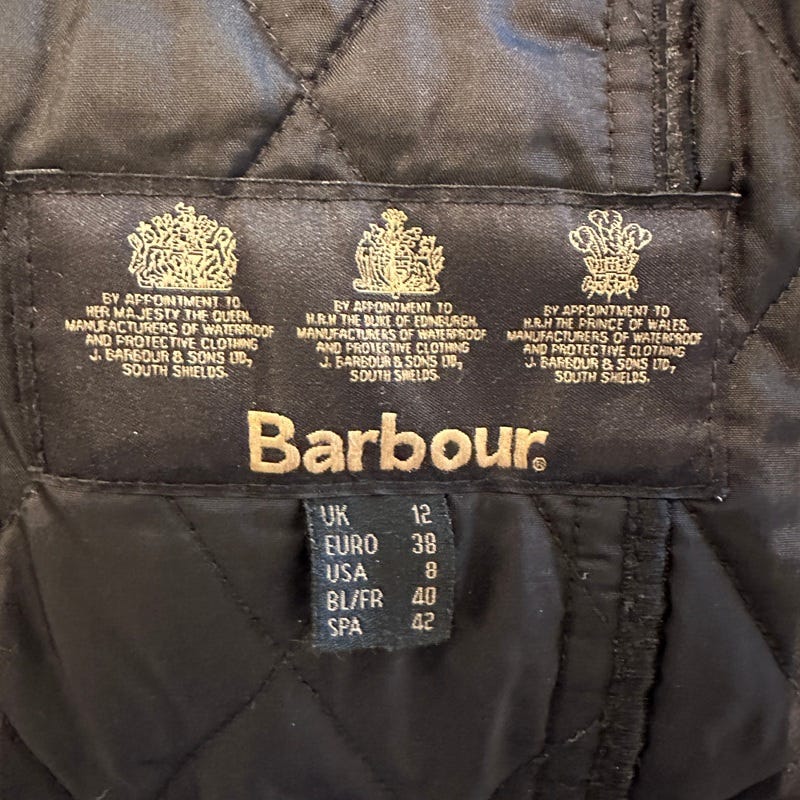 BY APPOINTMENT TO
HER MAJESTY THE QUEEN.
MANUFACTURERS OF WATERPROOF
AND PROTECTIVE CLOTHING
J. BARBOUR & SONS LTD,
SOUTH SHIELDS.
BY APPOINTMENT TO
H.R.H THE DUKE OF EDINBURGH.
MANUFACTURERS OF WATERPROOF
AND PROTECTIVE CLOTHING
J. BARBOUR & SONS LTD,
SOUTH SHIELDS.
BY APPOINTMENT TO
H.R.H THE PRINCE OF WALES.
MANUFACTURERS OF WATERPROOF
AND PROTECTIVE CLOTHING
J. BARBOUR & SONS LTD,
SOUTH SHIELDS.
Barbour®
UK 12
EURO 38
USA 8
BL/FR 40
SPA 42